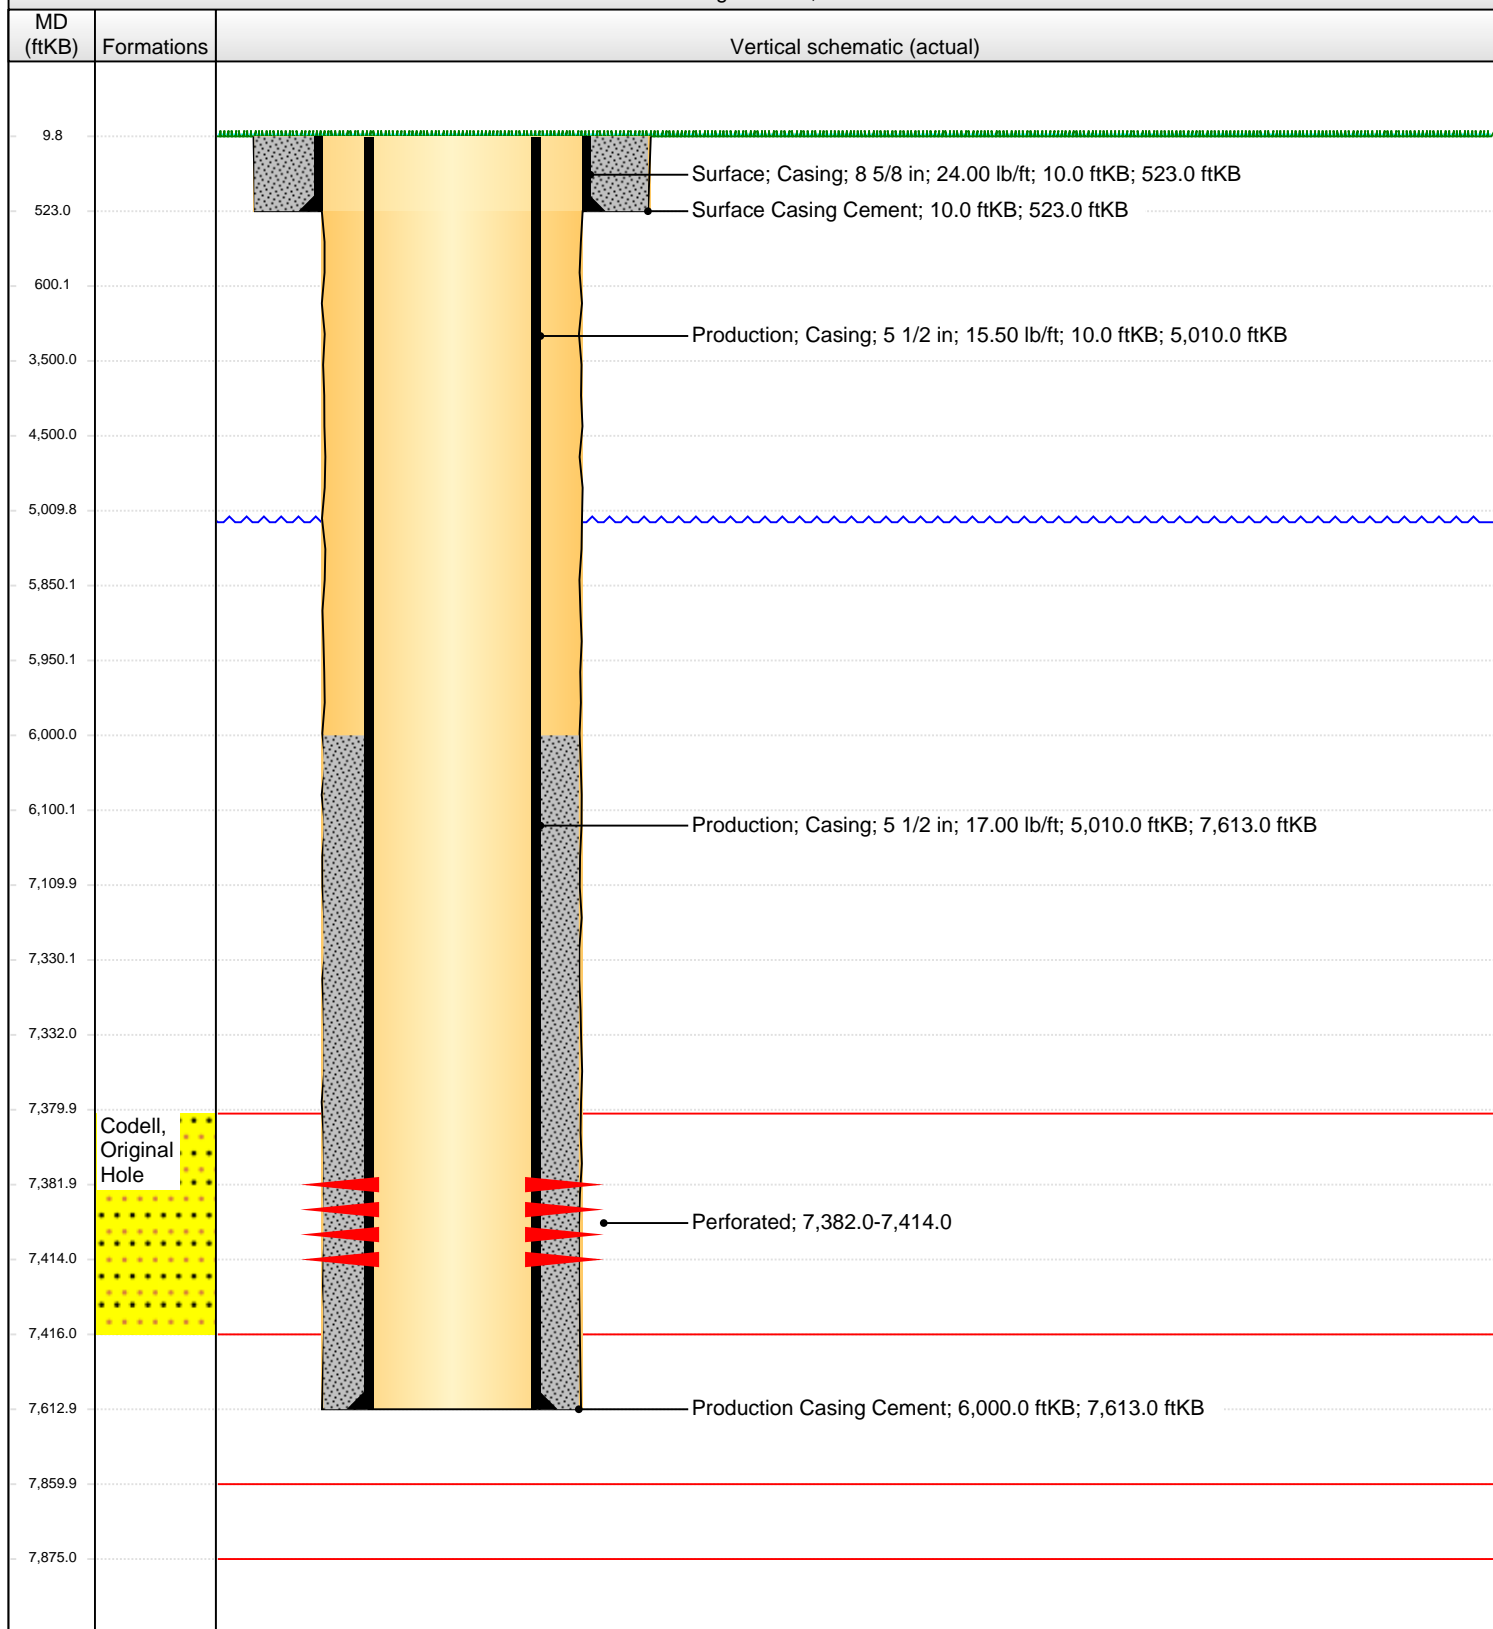 MD
(ftKB)
Formations
Vertical schematic (actual)
9.8
Surface; Casing; 8 5/8 in; 24.00 lb/ft; 10.0 ftKB; 523.0 ftKB
523.0
Surface Casing Cement; 10.0 ftKB; 523.0 ftKB
600.1
Production; Casing; 5 1/2 in; 15.50 lb/ft; 10.0 ftKB; 5,010.0 ftKB
3,500.0
4,500.0
5,009.8
5,850.1
5,950.1
6,000.0
6,100.1
Production; Casing; 5 1/2 in; 17.00 lb/ft; 5,010.0 ftKB; 7,613.0 ftKB
7,109.9
7,330.1
7,332.0
7,379.9
Codell,
Original
Hole
7,381.9
Perforated; 7,382.0-7,414.0
7,414.0
7,416.0
7,612.9
Production Casing Cement; 6,000.0 ftKB; 7,613.0 ftKB
7,859.9
7,875.0